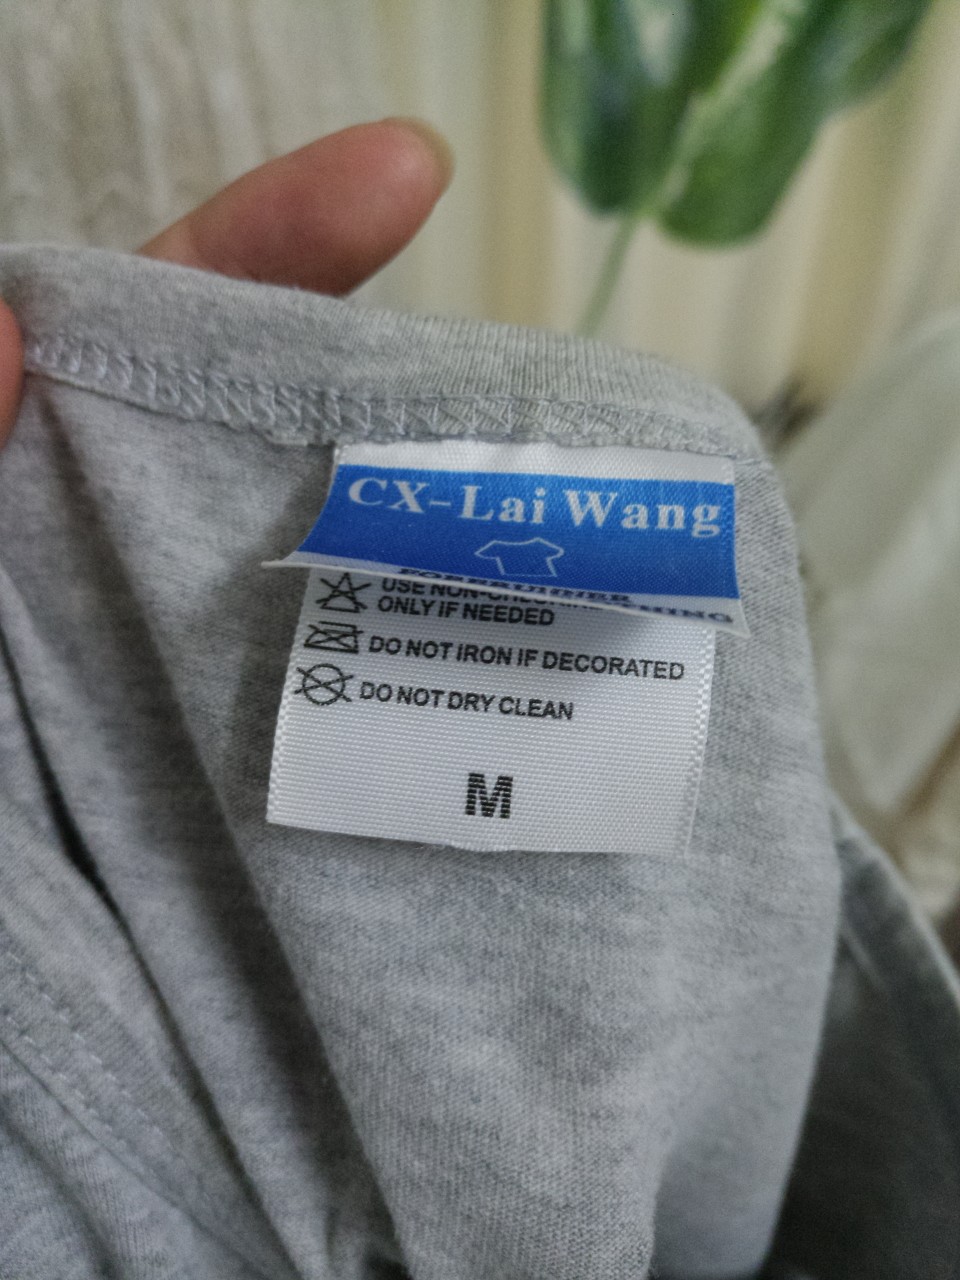 CX-Lai Wang
USE NON-
ONLY IF NEEDED
DO NOT IRON IF DECORATED
DO NOT DRY CLEAN
M